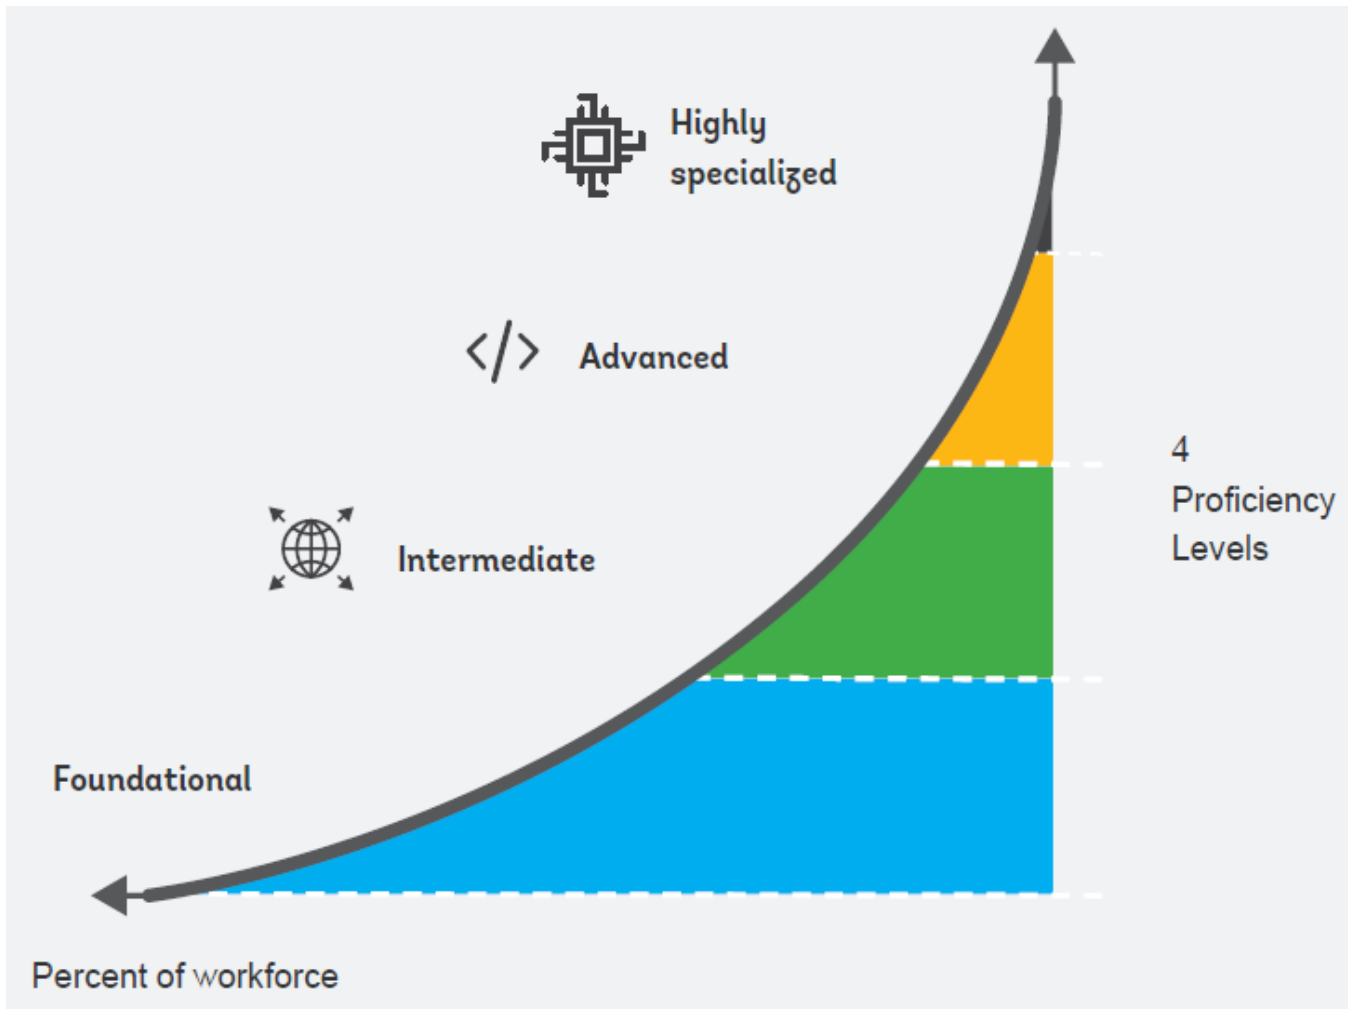 Highly
specialized
</> Advanced
4
Proficiency
Levels
Intermediate
Foundational
Percent of workforce